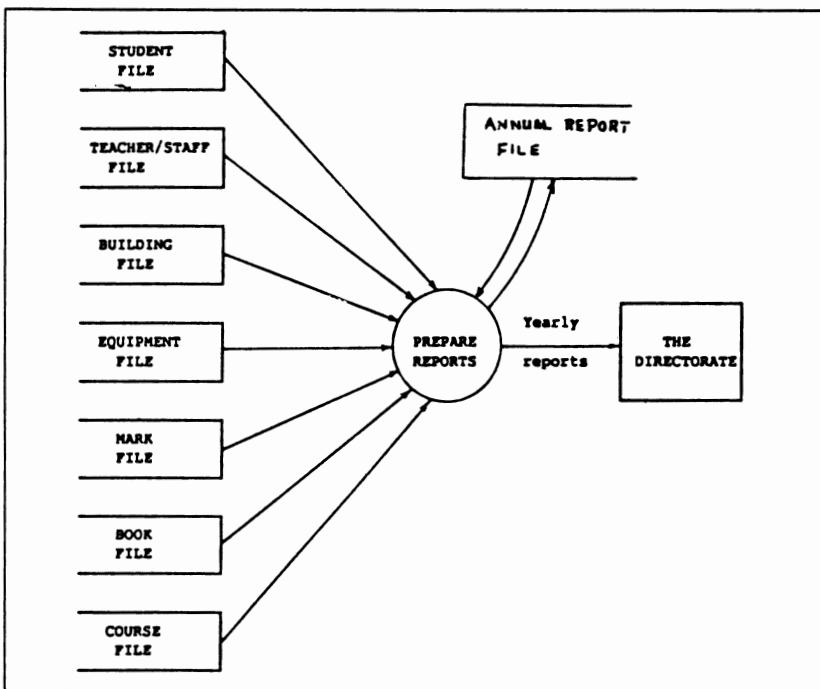 STUDENT
FILE
TEACHER/STAFF
FILE
BUILDING
FILE
EQUIPMENT
FILE
MARK
FILE
BOOK
FILE
COURSE
FILE
ANNUAL REPORT
FILE
PREPARE
REPORTS
Yearly
reports
THE
DIRECTORATE